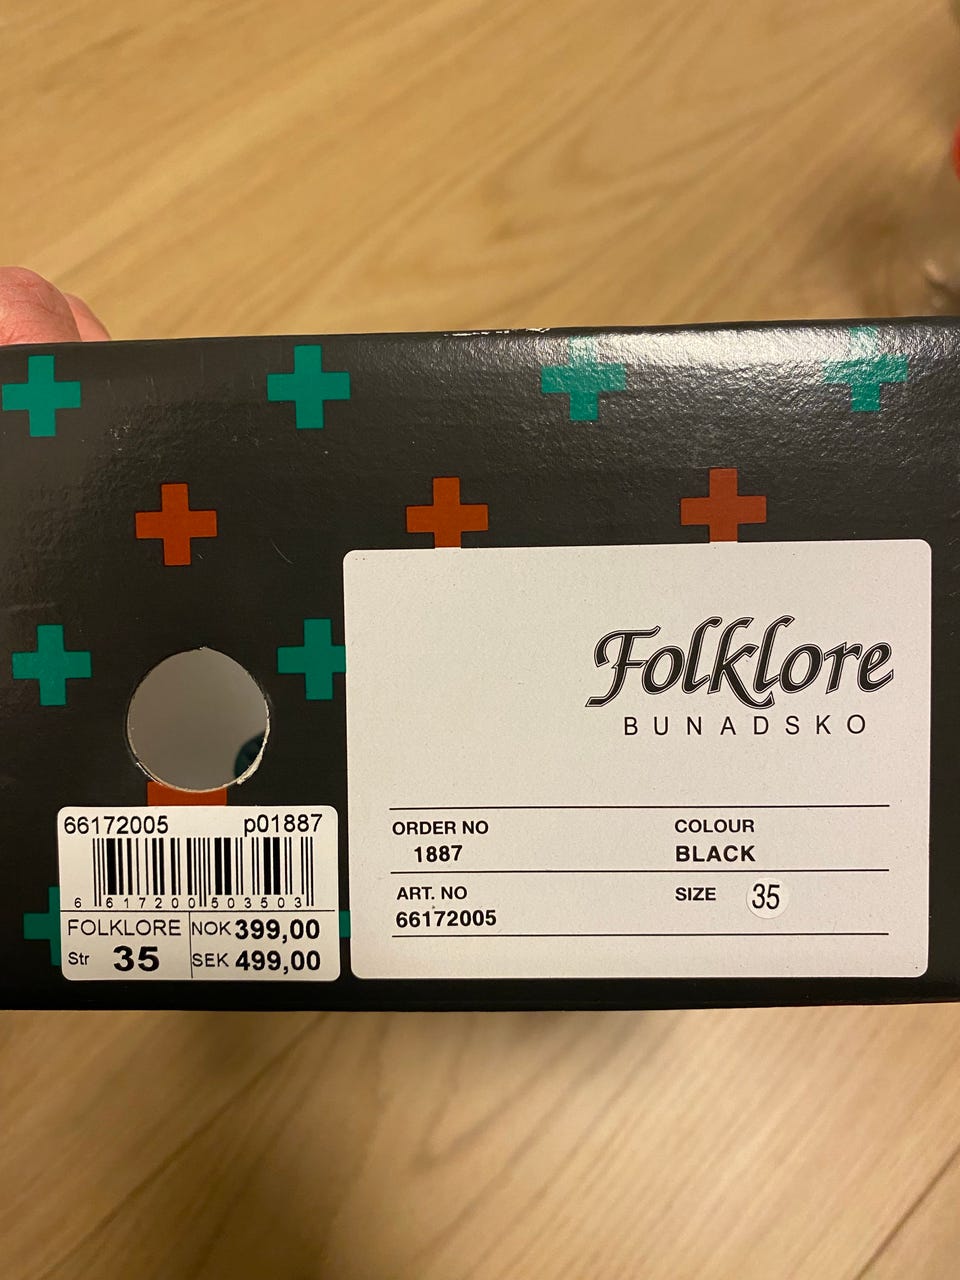 Folklore
BUNADSKO
ORDER NO COLOUR
1887 BLACK
ART. NO SIZE 35
66172005
66172005 p01887
6 617200 503503
FOLKLORE NOK 399,00
Str 35 SEK 499,00